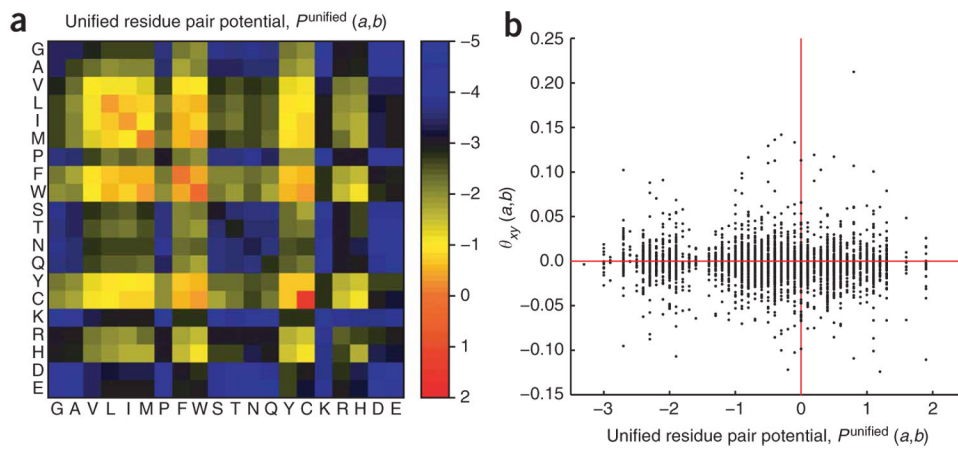 a
Unified residue pair potential, P^unified (a,b)
G
A
V
L
I
M
P
F
W
S
T
N
Q
Y
C
K
R
H
D
E
G A V L I M P F W S T N Q Y C K R H D E
−5
−4
−3
−2
−1
0
1
2
b
θxy (a,b)
0.25
0.20
0.15
0.10
0.05
0.0
−0.05
−0.10
−0.15
−3 −2 −1 0 1 2
Unified residue pair potential, P^unified (a,b)